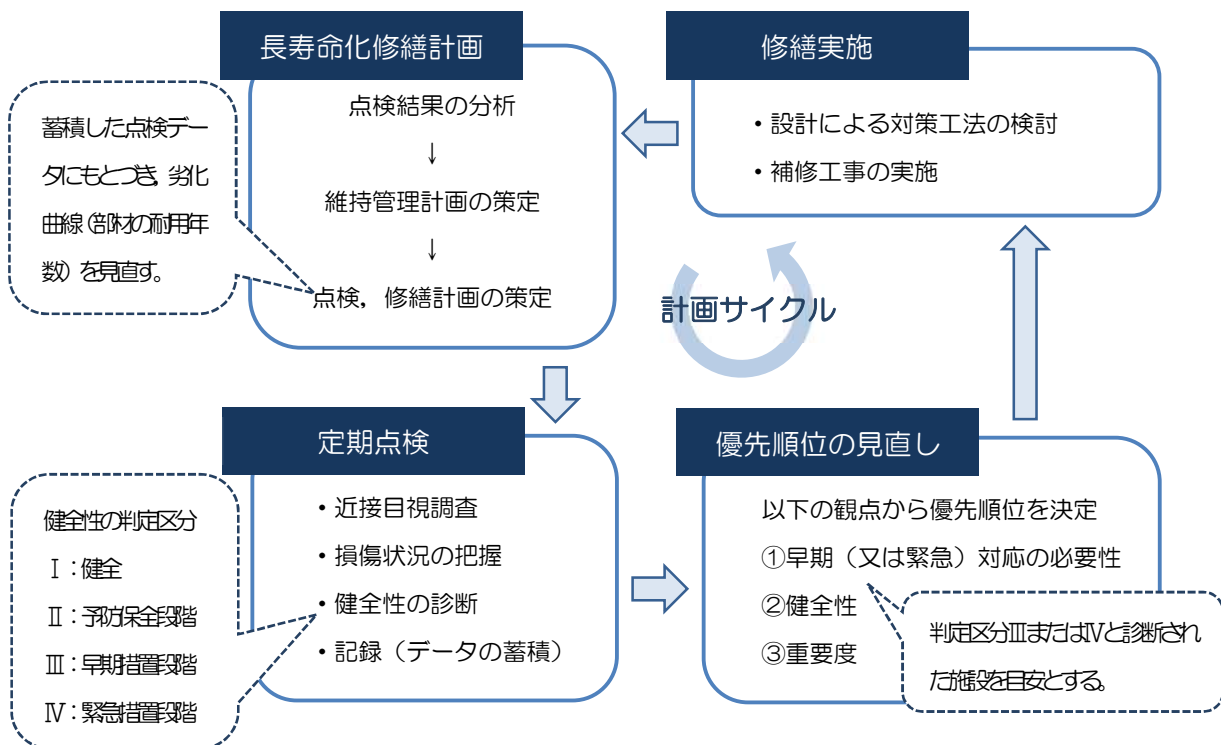 長寿命化修繕計画
点検結果の分析
↓
維持管理計画の策定
↓
点検，修繕計画の策定
蓄積した点検デー
タにもとづき，劣化
曲線（部材の耐用年
数）を見直す。
修繕実施
・設計による対策工法の検討
・補修工事の実施
計画サイクル
定期点検
・近接目視調査
・損傷状況の把握
・健全性の診断
・記録（データの蓄積）
健全性の判定区分
Ⅰ：健全
Ⅱ：予防保全段階
Ⅲ：早期措置段階
Ⅳ：緊急措置段階
優先順位の見直し
以下の観点から優先順位を決定
①早期（又は緊急）対応の必要性
②健全性
③重要度
判定区分ⅢまたはⅣと診断され
た施設を目安とする。